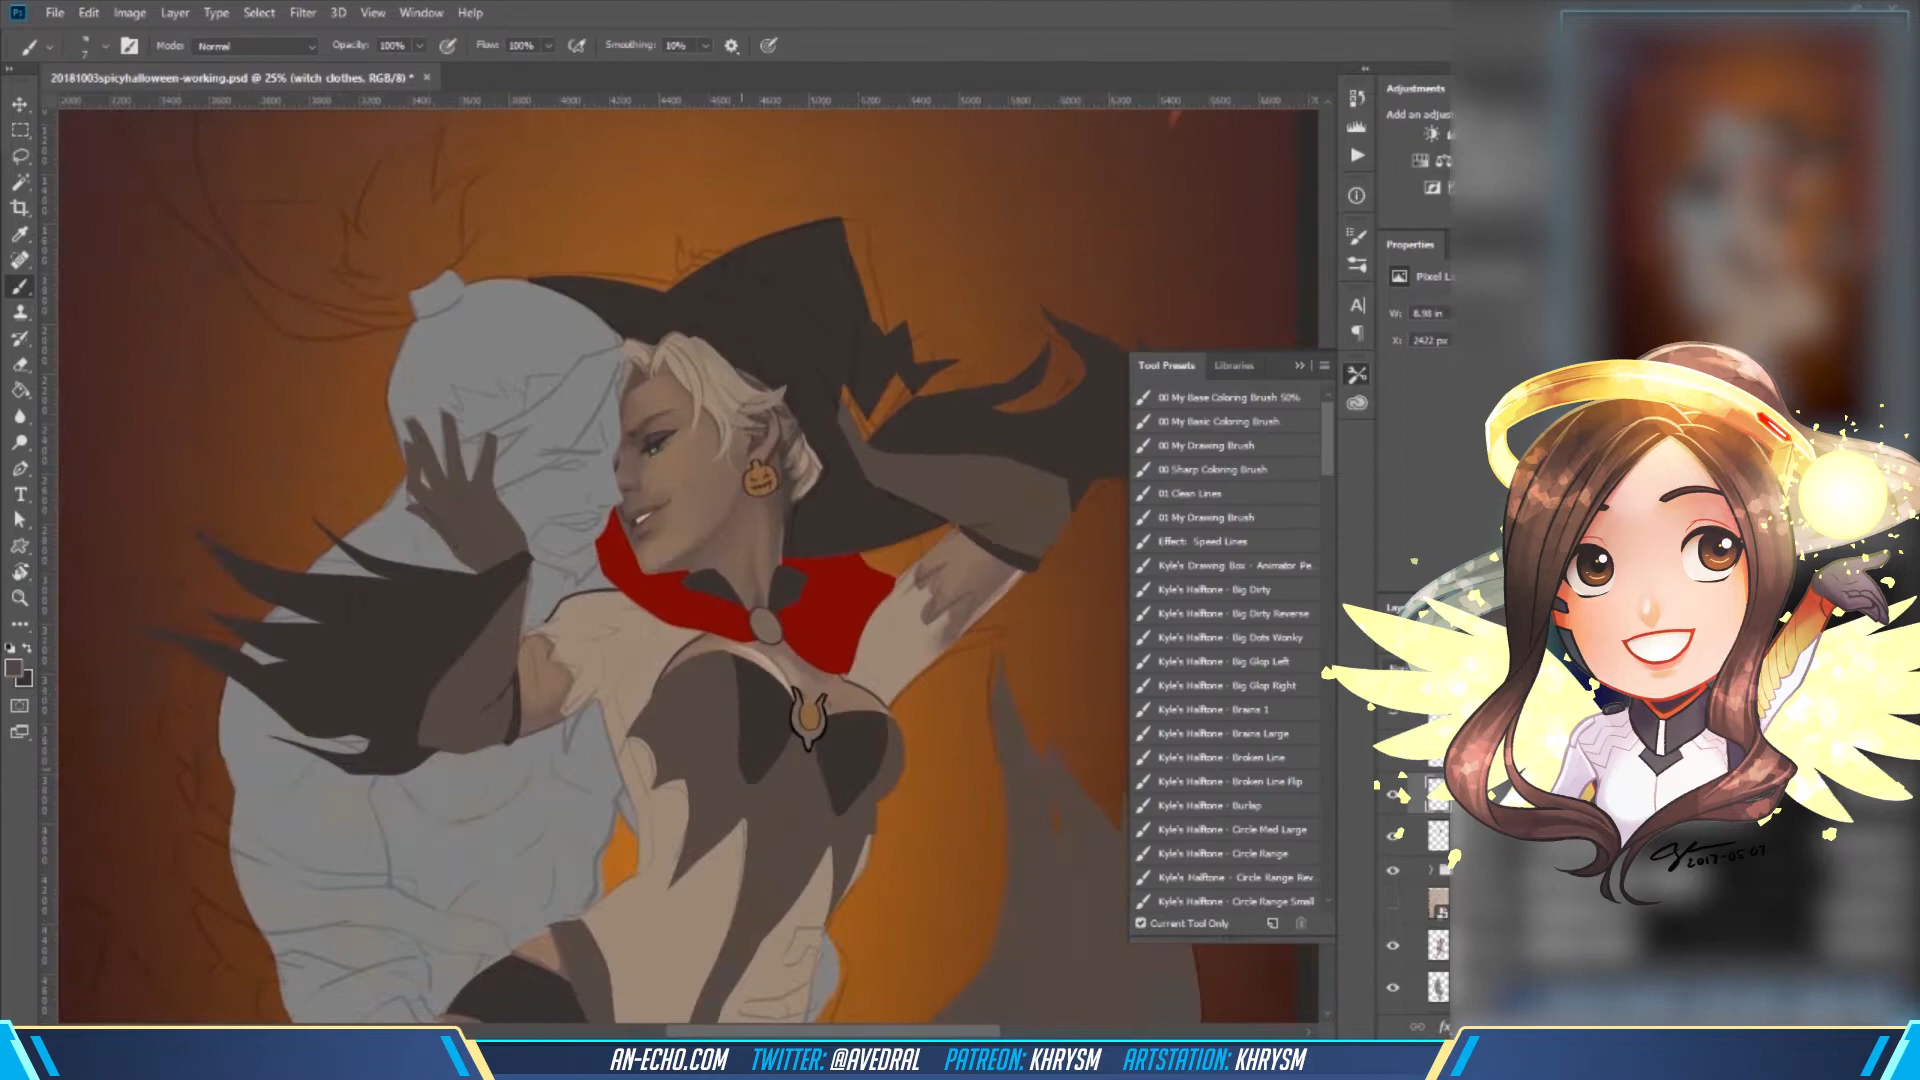 Ps File Edit Image Layer Type Select Filter 3D View Window Help
7 Mode: Normal Opacity: 100% Flow: 100% Smoothing: 10%
20181003spicyhalloween-working.psd @ 25% (witch clothes, RGB/8) * ×
Adjustments
Add an adjus
Properties
Pixel L
W: 8.98 in
X: 2422 px
Tool Presets Libraries
00 My Base Coloring Brush 50%
00 My Basic Coloring Brush
00 My Drawing Brush
00 Sharp Coloring Brush
01 Clean Lines
01 My Drawing Brush
Effect: Speed Lines
Kyle's Drawing Box - Animator Pe...
Kyle's Halftone - Big Dirty
Kyle's Halftone - Big Dirty Reverse
Kyle's Halftone - Big Dots Wonky
Kyle's Halftone - Big Glop Left
Kyle's Halftone - Big Glop Right
Kyle's Halftone - Brains 1
Kyle's Halftone - Brains Large
Kyle's Halftone - Broken Line
Kyle's Halftone - Broken Line Flip
Kyle's Halftone - Burlap
Kyle's Halftone - Circle Med Large
Kyle's Halftone - Circle Range
Kyle's Halftone - Circle Range Rev
Kyle's Halftone - Circle Range Small
Current Tool Only
fx
2017-05-07
AN-ECHO.COM TWITTER: @AVEDRAL PATREON: KHRYSM ARTSTATION: KHRYSM